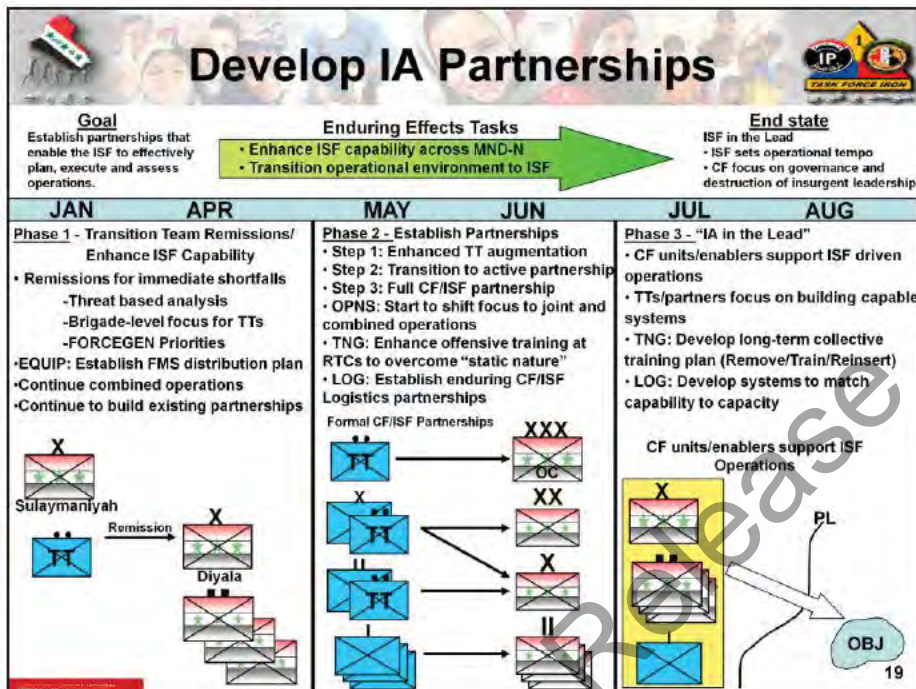 Develop IA Partnerships
IP
1
TASK FORCE IRON
Goal
Establish partnerships that
enable the ISF to effectively
plan, execute and assess
operations.
Enduring Effects Tasks
• Enhance ISF capability across MND-N
• Transition operational environment to ISF
End state
ISF in the Lead
• ISF sets operational tempo
• CF focus on governance and
destruction of insurgent leadership
JAN APR MAY JUN JUL AUG
Phase 1 - Transition Team Remissions/
Enhance ISF Capability
• Remissions for immediate shortfalls
-Threat based analysis
-Brigade-level focus for TTs
-FORCEGEN Priorities
•EQUIP: Establish FMS distribution plan
•Continue combined operations
•Continue to build existing partnerships
X
Sulaymaniyah
TT
Remission
X
Diyala
Phase 2 - Establish Partnerships
• Step 1: Enhanced TT augmentation
• Step 2: Transition to active partnership
• Step 3: Full CF/ISF partnership
• OPNS: Start to shift focus to joint and
combined operations
• TNG: Enhance offensive training at
RTCs to overcome “static nature”
• LOG: Establish enduring CF/ISF
Logistics partnerships
Formal CF/ISF Partnerships
TT
XXX
OC
X
TT
XX
II
TT
X
I
II
Phase 3 - “IA in the Lead”
• CF units/enablers support ISF driven
operations
• TTs/partners focus on building capable
systems
• TNG: Develop long-term collective
training plan (Remove/Train/Reinsert)
• LOG: Develop systems to match
capability to capacity
CF units/enablers support ISF
Operations
X
I
PL
OBJ
19
Release